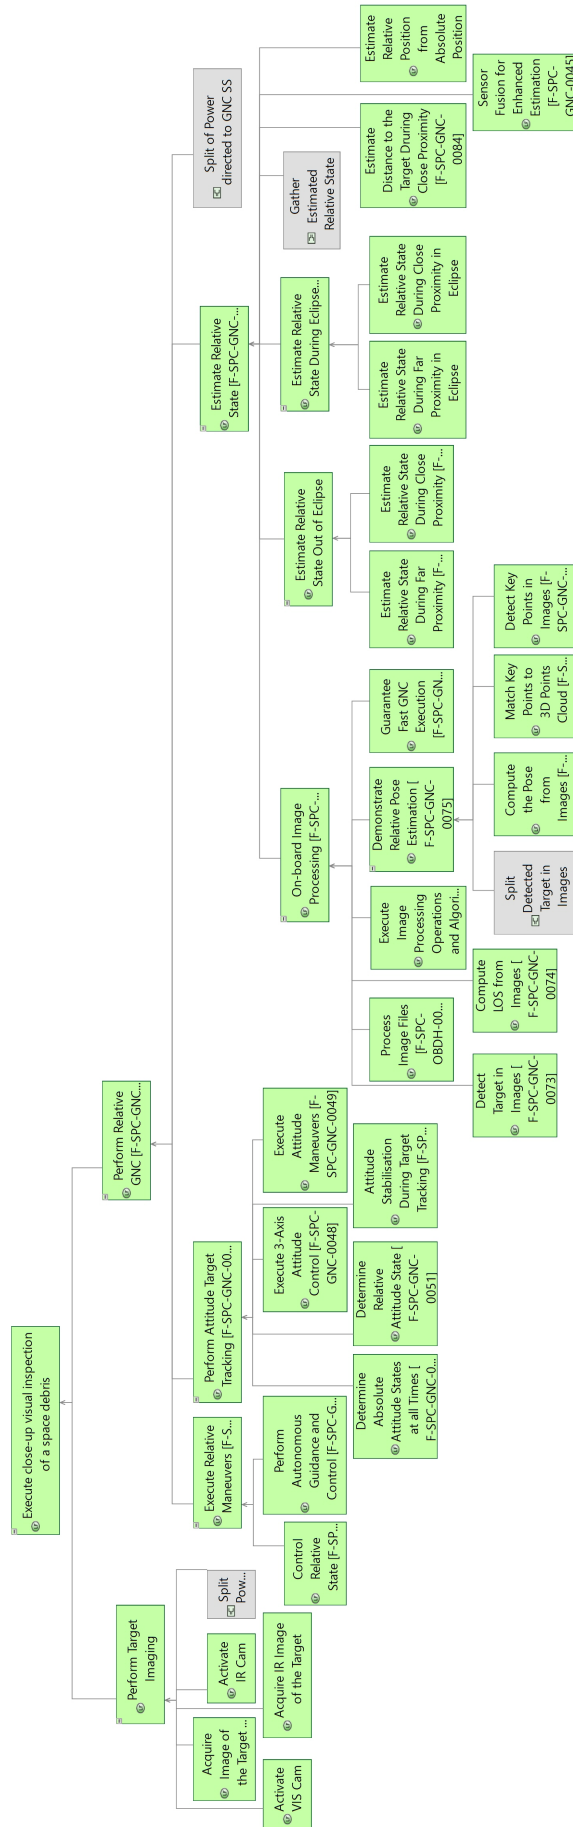 Execute close-up visual inspection
of a space debris
Perform Target
Imaging
Acquire
Image of
the Target ...
Activate
VIS Cam
Activate
IR Cam
Acquire IR Image
of the Target
Split
Pow...
Perform Relative
GNC [F-SPC-GNC...
Execute Relative
Maneuvers [F-S...
Control
Relative
State [F-SP...
Perform
Autonomous
Guidance and
Control [F-SPC-G...
Perform Attitude Target
Tracking [F-SPC-GNC-00...
Determine
Absolute
Attitude States
at all Times [
F-SPC-GNC-0...
Determine
Relative
Attitude State [
F-SPC-GNC-
0051]
Execute 3-Axis
Attitude
Control [F-SPC-
GNC-0048]
Attitude
Stabilisation
During Target
Tracking [F-SP...
Execute
Attitude
Maneuvers [F-
SPC-GNC-0049]
Estimate Relative
State [F-SPC-GNC-...
Split of Power
directed to GNC SS
On-board Image
Processing [F-SPC-...
Detect
Target in
Images [
F-SPC-GNC-
0073]
Process
Image Files
[F-SPC-
OBDH-00...
Compute
LOS from
Images [
F-SPC-GNC-
0074]
Execute
Image
Processing
Operations
and Algori...
Demonstrate
Relative Pose
Estimation [
F-SPC-GNC-
0075]
Split
Detected
Target in
Images
Compute
the Pose
from
Images [F-...
Match Key
Points to
3D Points
Cloud [F-S...
Detect Key
Points in
Images [F-
SPC-GNC-...
Guarantee
Fast GNC
Execution
[F-SPC-GN...
Estimate Relative
State Out of Eclipse
Estimate
Relative State
During Far
Proximity [F-...
Estimate
Relative State
During Close
Proximity [F-...
Estimate Relative
State During Eclipse...
Estimate
Relative State
During Far
Proximity in
Eclipse
Estimate
Relative State
During Close
Proximity in
Eclipse
Gather
Estimated
Relative State
Estimate
Distance to the
Target Druring
Close Proximity
[F-SPC-GNC-
0084]
Sensor
Fusion for
Enhanced
Estimation
[F-SPC-
GNC-0045]
Estimate
Relative
Position
from
Absolute
Position